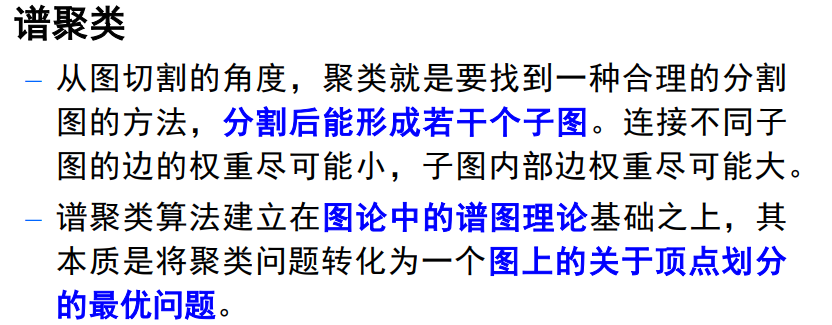 谱聚类
– 从图切割的角度，聚类就是要找到一种合理的分割
图的方法，分割后能形成若干个子图。连接不同子
图的边的权重尽可能小，子图内部边权重尽可能大。
– 谱聚类算法建立在图论中的谱图理论基础之上，其
本质是将聚类问题转化为一个图上的关于顶点划分
的最优问题。